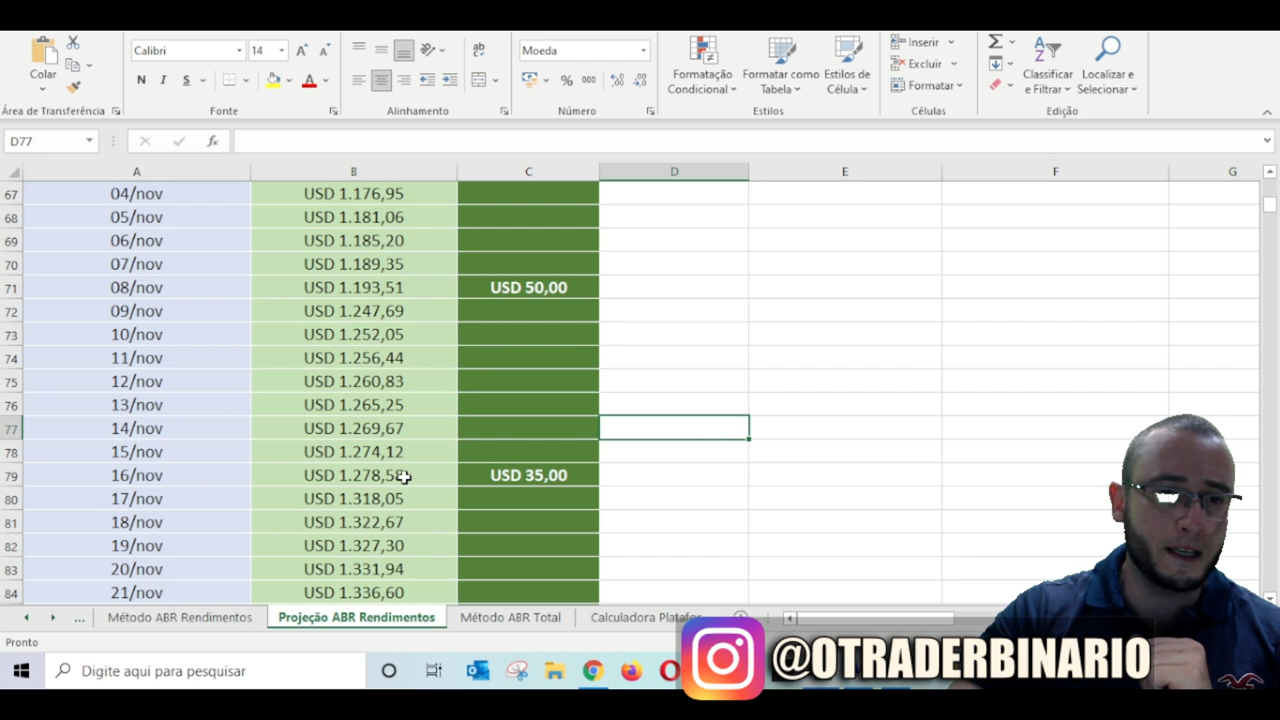 Calibri
14
Moeda
Inserir
Excluir
Formatar
Colar
N I S
A
% 000
Formatação Condicional
Formatar como Tabela
Estilos de Célula
Classificar e Filtrar
Localizar e Selecionar
Área de Transferência
Fonte
Alinhamento
Número
Estilos
Células
Edição
D77
fx
A B C D E F G
67 04/nov USD 1.176,95
68 05/nov USD 1.181,06
69 06/nov USD 1.185,20
70 07/nov USD 1.189,35
71 08/nov USD 1.193,51 USD 50,00
72 09/nov USD 1.247,69
73 10/nov USD 1.252,05
74 11/nov USD 1.256,44
75 12/nov USD 1.260,83
76 13/nov USD 1.265,25
77 14/nov USD 1.269,67
78 15/nov USD 1.274,12
79 16/nov USD 1.278,58 USD 35,00
80 17/nov USD 1.318,05
81 18/nov USD 1.322,67
82 19/nov USD 1.327,30
83 20/nov USD 1.331,94
84 21/nov USD 1.336,60
... Método ABR Rendimentos Projeção ABR Rendimentos Método ABR Total Calculadora Platafor
Pronto
Digite aqui para pesquisar
@OTRADERBINARIO